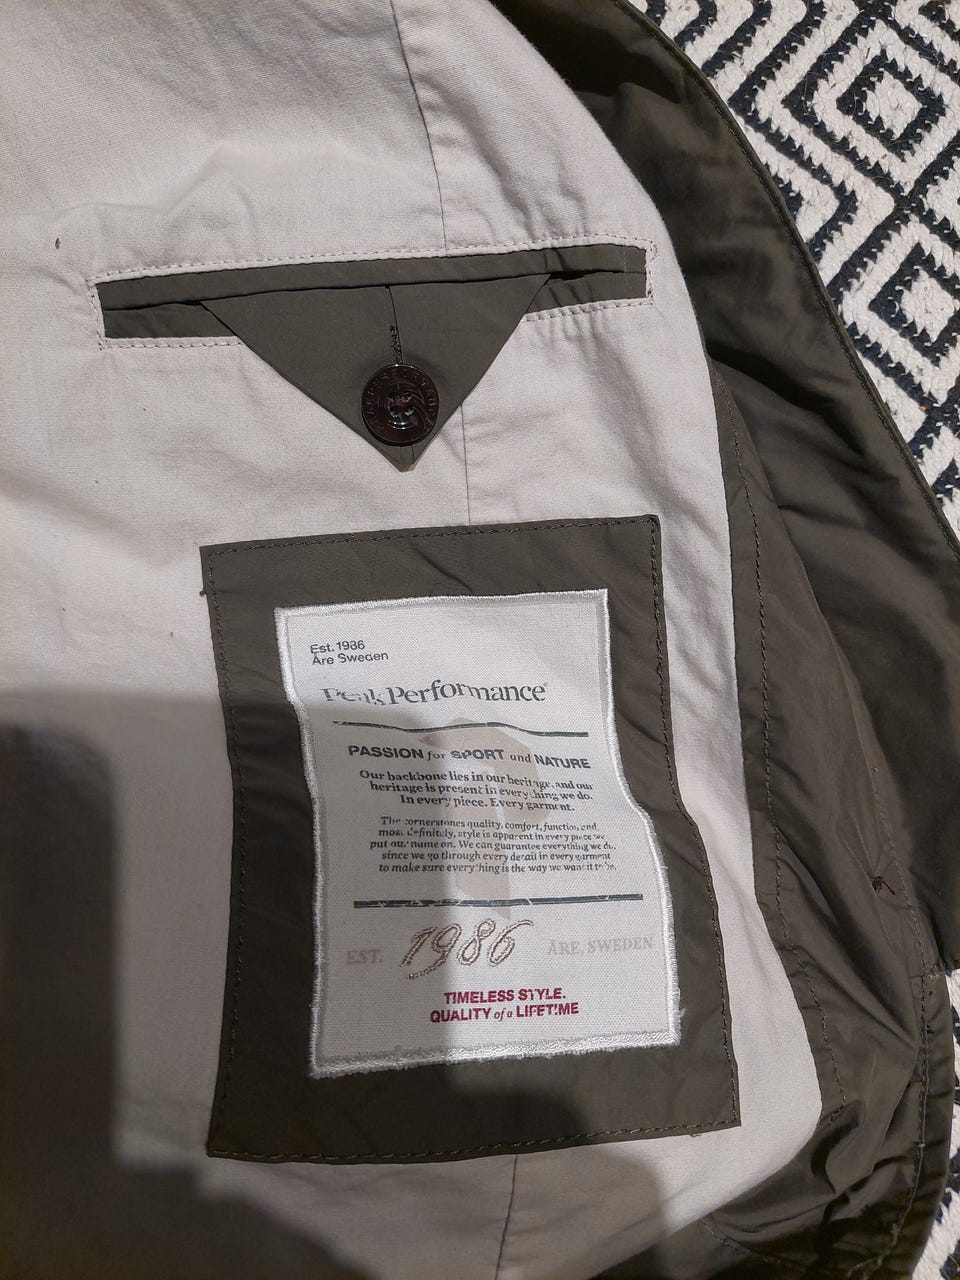 Est. 1986
Åre Sweden
Peak Performance®
PASSION for SPORT and NATURE
Our backbone lies in our heritage, and our
heritage is present in everything we do.
In every piece. Every garment.
The cornerstones quality, comfort, function, and
most definitely, style is apparent in every piece we
put our name on. We can guarantee everything we do,
since we go through every detail in every garment
to make sure everything is the way we want it to be.
EST. 1986 ÅRE, SWEDEN
TIMELESS STYLE.
QUALITY of a LIFETIME